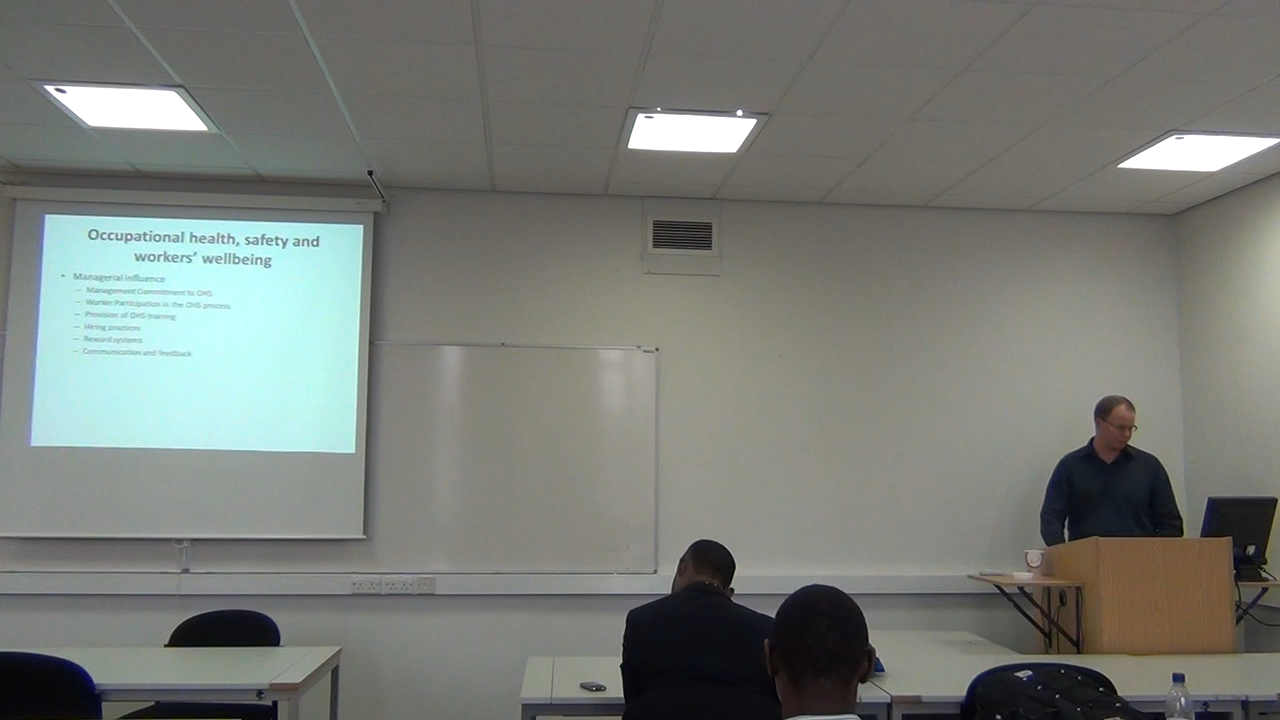 Occupational health, safety and
workers' wellbeing
• Managerial influence
– Management Commitment to OHS
– Worker Participation in the OHS process
– Provision of OHS training
– Hiring practices
– Reward systems
– Communication and feedback